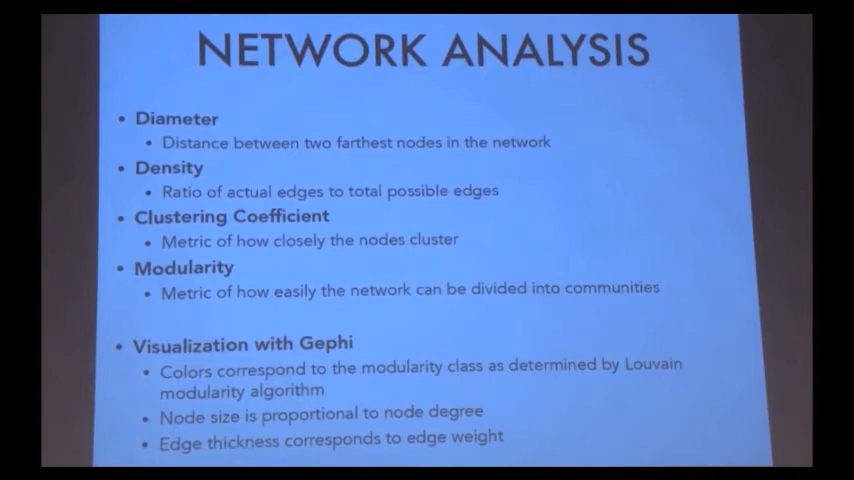 NETWORK ANALYSIS
• Diameter
• Distance between two farthest nodes in the network
• Density
• Ratio of actual edges to total possible edges
• Clustering Coefficient
• Metric of how closely the nodes cluster
• Modularity
• Metric of how easily the network can be divided into communities
• Visualization with Gephi
• Colors correspond to the modularity class as determined by Louvain
modularity algorithm
• Node size is proportional to node degree
• Edge thickness corresponds to edge weight